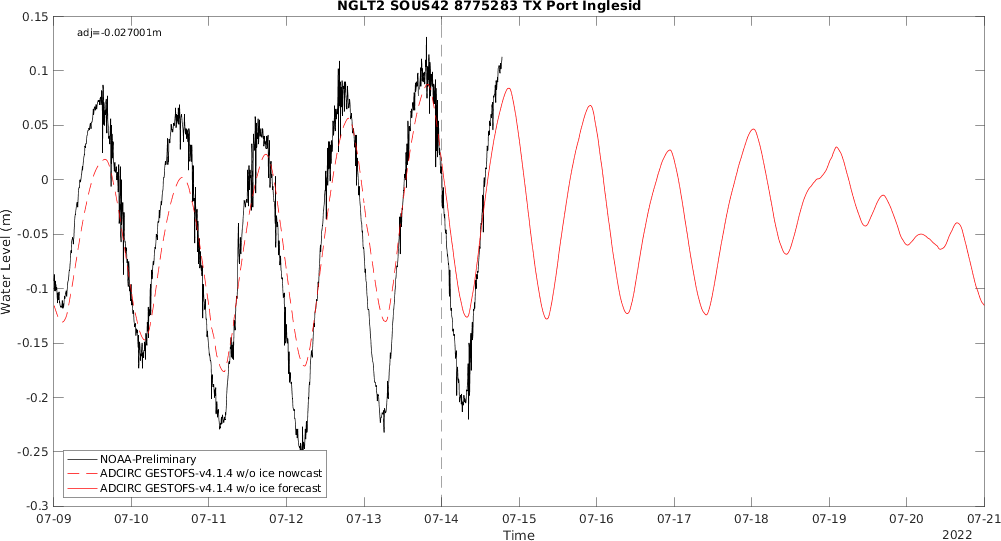 NGLT2 SOUS42 8775283 TX Port Inglesid
adj=-0.027001m
0.15
0.1
0.05
0
-0.05
-0.1
-0.15
-0.2
-0.25
-0.3
Water Level (m)
NOAA-Preliminary
ADCIRC GESTOFS-v4.1.4 w/o ice nowcast
ADCIRC GESTOFS-v4.1.4 w/o ice forecast
07-09 07-10 07-11 07-12 07-13 07-14 07-15 07-16 07-17 07-18 07-19 07-20 07-21
Time
2022